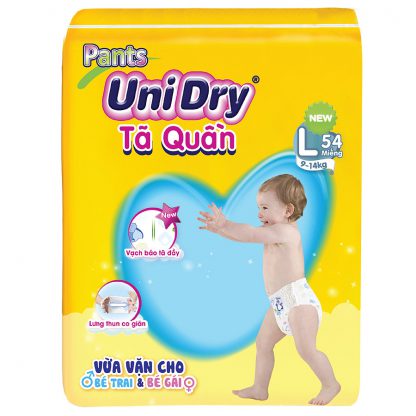 Pants
UniDry®
Tã Quần
NEW
L 54
Miếng
9-14kg
New
Vạch báo tã đầy
Lưng thun co giãn
VỪA VẶN CHO
BÉ TRAI & BÉ GÁI